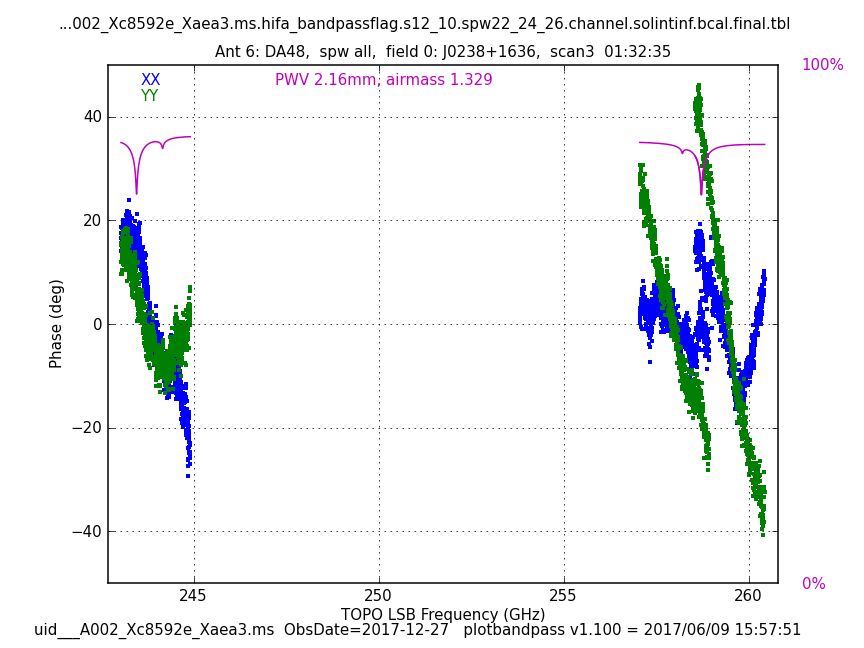 ...002_Xc8592e_Xaea3.ms.hifa_bandpassflag.s12_10.spw22_24_26.channel.solintinf.bcal.final.tbl
Ant 6: DA48, spw all, field 0: J0238+1636, scan3 01:32:35
100%
XX
PWV 2.16mm, airmass 1.329
YY
40
20
0
−20
−40
Phase (deg)
0%
245
250
255
260
TOPO LSB Frequency (GHz)
uid___A002_Xc8592e_Xaea3.ms ObsDate=2017-12-27 plotbandpass v1.100 = 2017/06/09 15:57:51